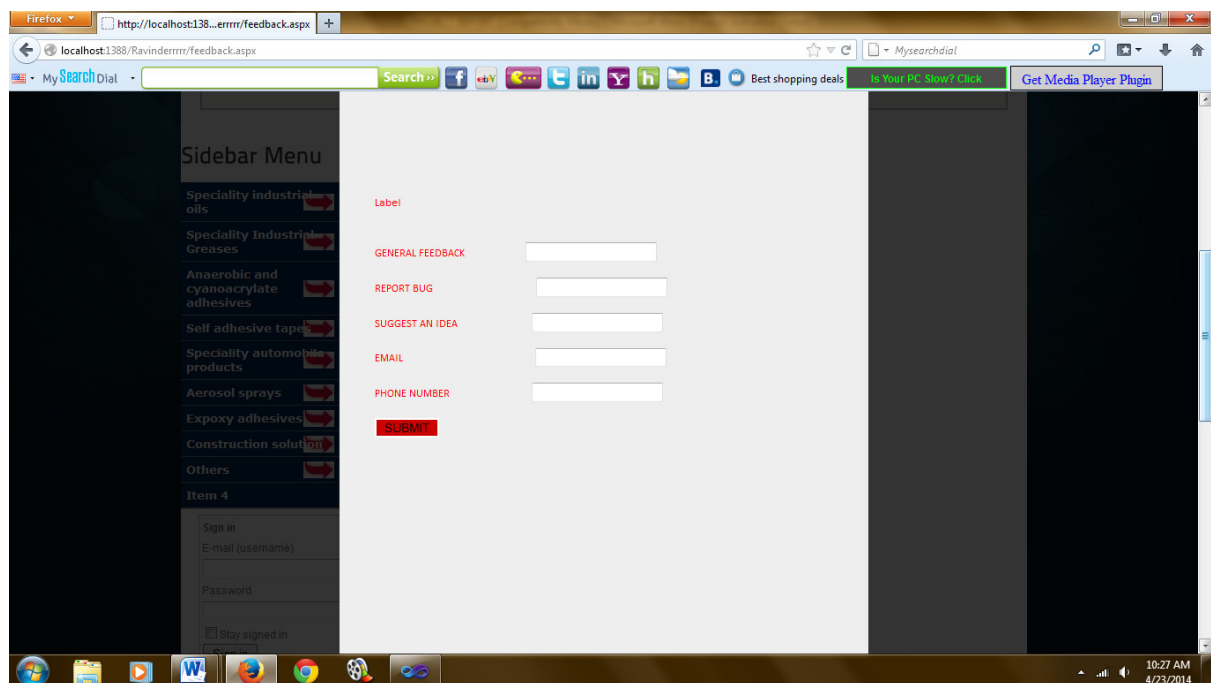 Firefox
http://localhost:138...errrrr/feedback.aspx
localhost:1388/Ravinderrrrr/feedback.aspx
Mysearchdial
My Search Dial
Search »
ebY
in
Y
h
B.
Best shopping deals
Is Your PC Slow? Click
Get Media Player Plugin
Sidebar Menu
Speciality industrial
oils
Speciality Industrial
Greases
Anaerobic and
cyanoacrylate
adhesives
Self adhesive tapes
Speciality automobile
products
Aerosol sprays
Expoxy adhesives
Construction solution
Others
Item 4
Sign in
E-mail (username)
Password
Stay signed in
Sign in
Label
GENERAL FEEDBACK
REPORT BUG
SUGGEST AN IDEA
EMAIL
PHONE NUMBER
SUBMIT
10:27 AM
4/23/2014